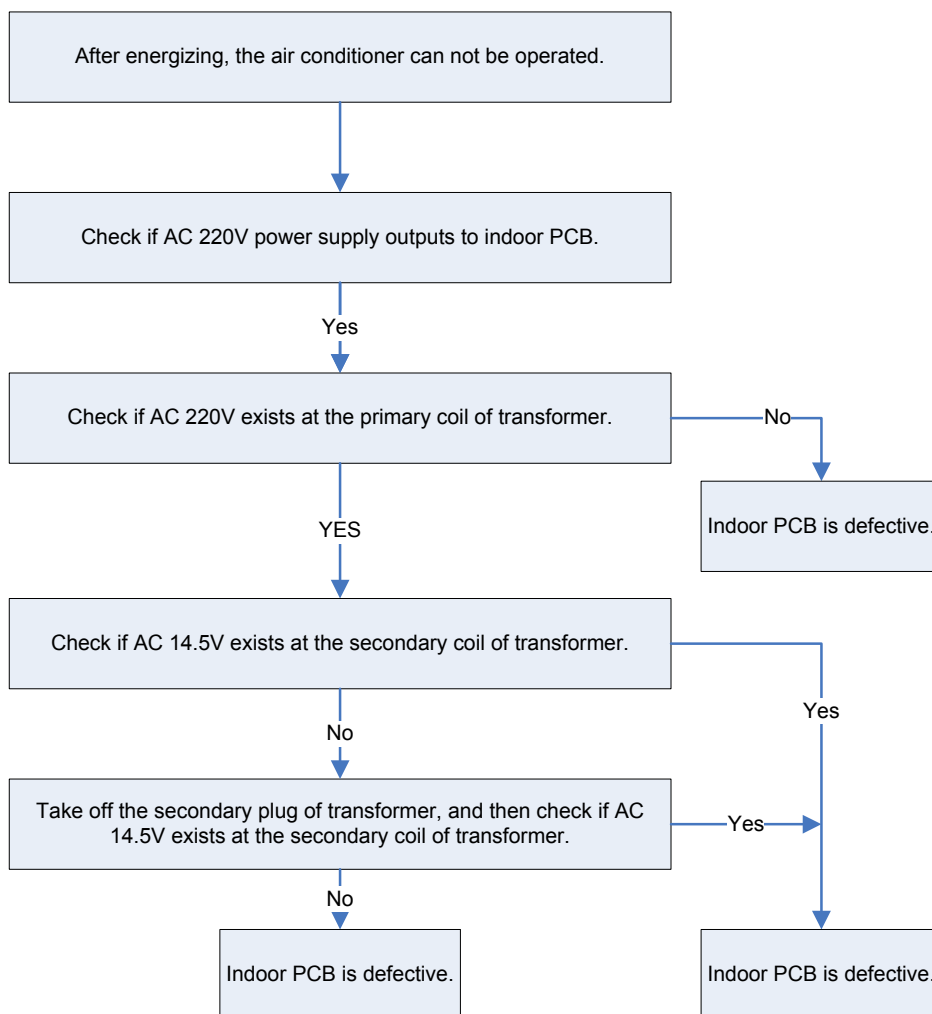 After energizing, the air conditioner can not be operated.
Check if AC 220V power supply outputs to indoor PCB.
Yes
Check if AC 220V exists at the primary coil of transformer.
No
Indoor PCB is defective.
YES
Check if AC 14.5V exists at the secondary coil of transformer.
Yes
No
Take off the secondary plug of transformer, and then check if AC
14.5V exists at the secondary coil of transformer.
Yes
No
Indoor PCB is defective.
Indoor PCB is defective.